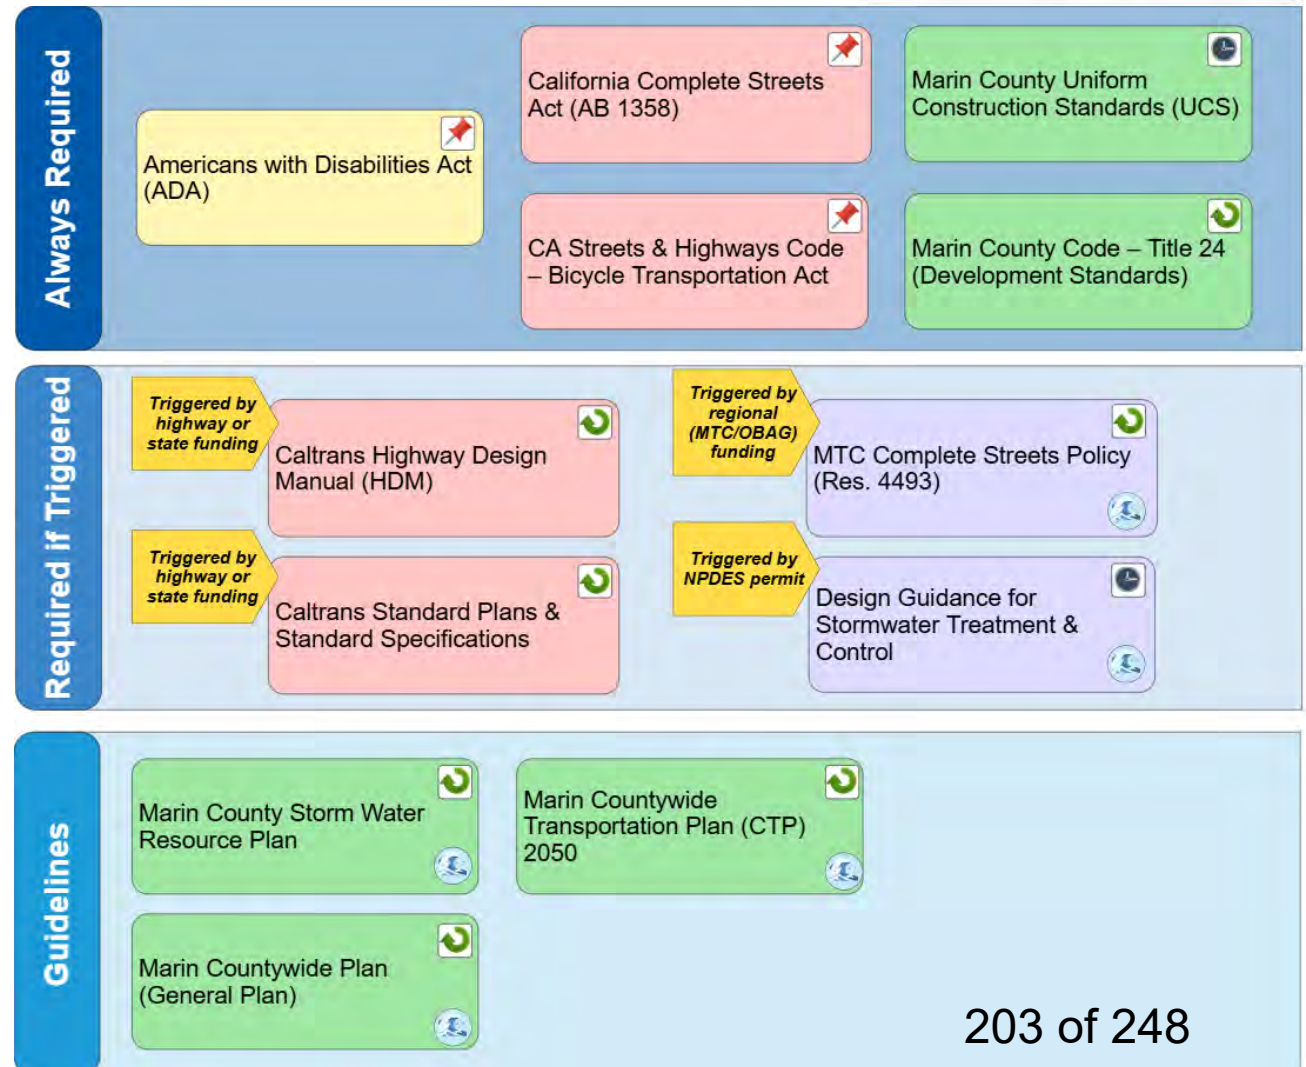 Always Required
Americans with Disabilities Act
(ADA)
California Complete Streets
Act (AB 1358)
CA Streets & Highways Code
– Bicycle Transportation Act
Marin County Uniform
Construction Standards (UCS)
Marin County Code – Title 24
(Development Standards)
Required if Triggered
Triggered by
highway or
state funding
Caltrans Highway Design
Manual (HDM)
Triggered by
highway or
state funding
Caltrans Standard Plans &
Standard Specifications
Triggered by
regional
(MTC/OBAG)
funding
MTC Complete Streets Policy
(Res. 4493)
Triggered by
NPDES permit
Design Guidance for
Stormwater Treatment &
Control
Guidelines
Marin County Storm Water
Resource Plan
Marin Countywide
Transportation Plan (CTP)
2050
Marin Countywide Plan
(General Plan)
203 of 248